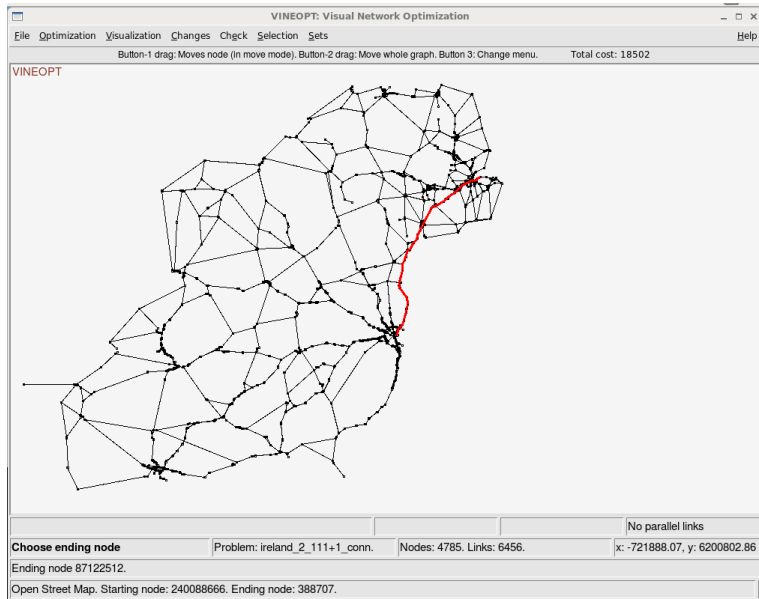 VINEOPT: Visual Network Optimization
File Optimization Visualization Changes Check Selection Sets Help
Button-1 drag: Moves node (in move mode). Button-2 drag: Move whole graph. Button 3: Change menu. Total cost: 18502
VINEOPT
No parallel links
Choose ending node Problem: ireland_2_111+1_conn. Nodes: 4785. Links: 6456. x: -721888.07, y: 6200802.86
Ending node 87122512.
Open Street Map. Starting node: 240088666. Ending node: 388707.